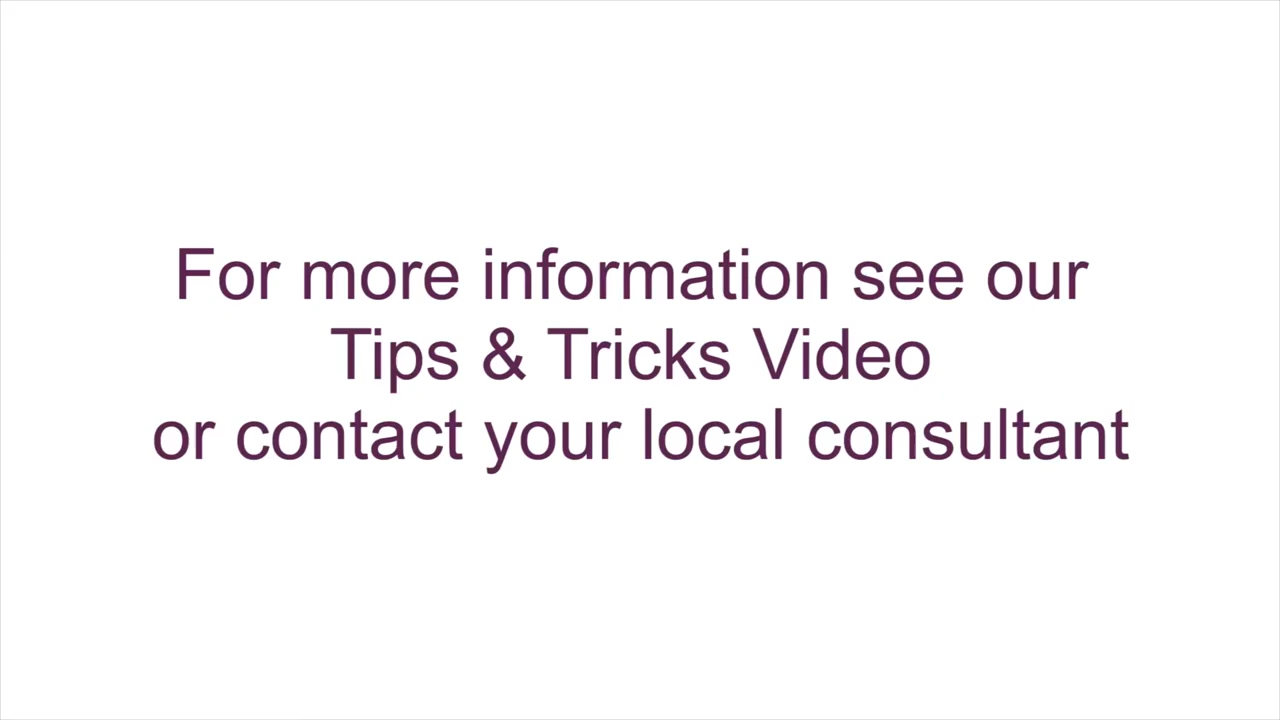 For more information see our
Tips & Tricks Video
or contact your local consultant